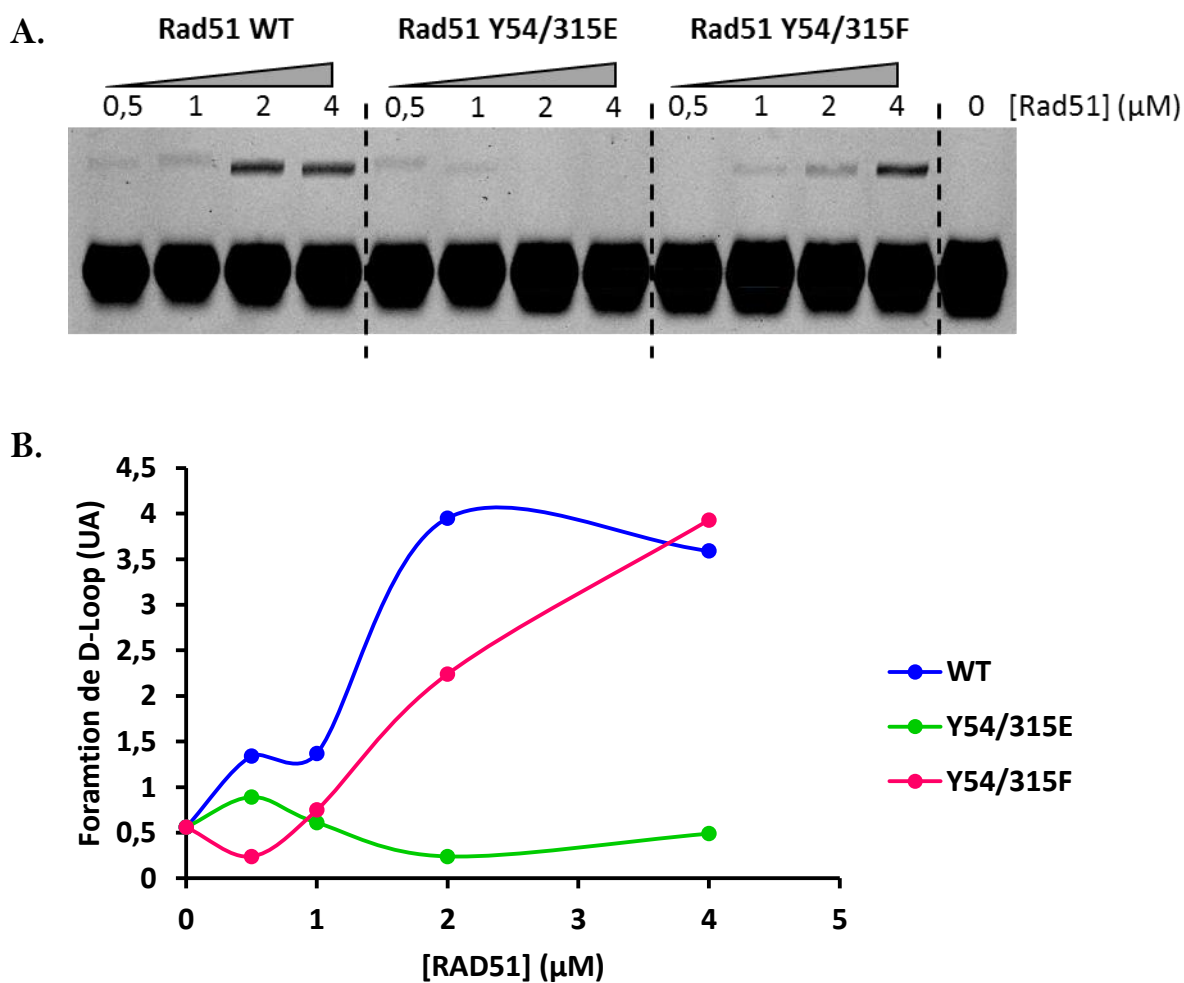 A.
Rad51 WT Rad51 Y54/315E Rad51 Y54/315F
0,5 1 2 4 0,5 1 2 4 0,5 1 2 4 0 [Rad51] (µM)
B.
Foramtion de D-Loop (UA)
4,5
4
3,5
3
2,5
2
1,5
1
0,5
0
0 1 2 3 4 5
[RAD51] (µM)
WT
Y54/315E
Y54/315F